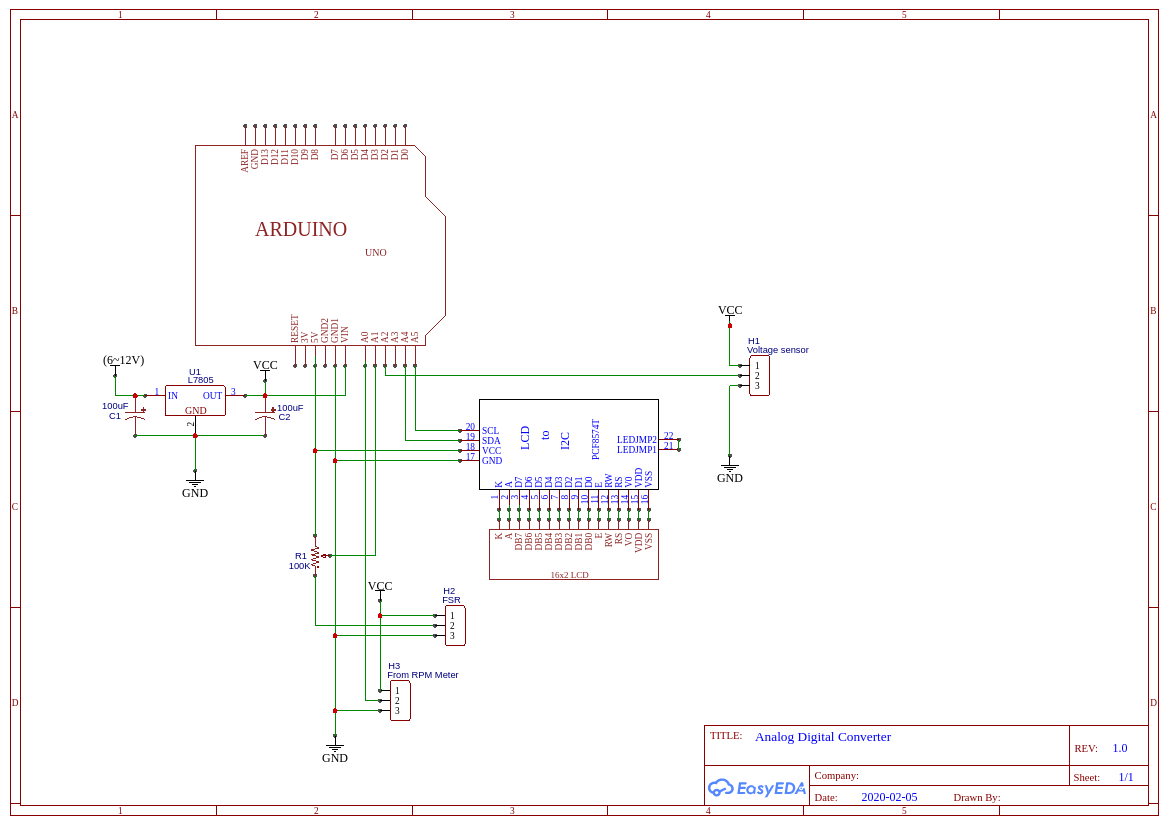 1 2 3 4 5
A A
AREF GND D13 D12 D11 D10 D9 D8 D7 D6 D5 D4 D3 D2 D1 D0
ARDUINO
UNO
B B
RESET 3V 5V GND2 GND1 VIN A0 A1 A2 A3 A4 A5
VCC
H1
Voltage sensor
1
2
3
GND
(6~12V)
U1
L7805
VCC
1 IN OUT 3
GND
2
100uF
C1
100uF
C2
GND
20 SCL
19 SDA
18 VCC
17 GND
LCD
to
I2C
PCF8574T
LEDJMP2 22
LEDJMP1 21
K A D7 D6 D5 D4 D3 D2 D1 D0 E RW RS V0 VDD VSS
1 2 3 4 5 6 7 8 9 10 11 12 13 14 15 16
K A DB7 DB6 DB5 DB4 DB3 DB2 DB1 DB0 E RW RS VO VDD VSS
16x2 LCD
C C
R1
100K
VCC
H2
FSR
1
2
3
H3
From RPM Meter
1
2
3
GND
D D
TITLE: Analog Digital Converter
REV: 1.0
EasyEDA
Company:
Sheet: 1/1
Date: 2020-02-05 Drawn By:
1 2 3 4 5